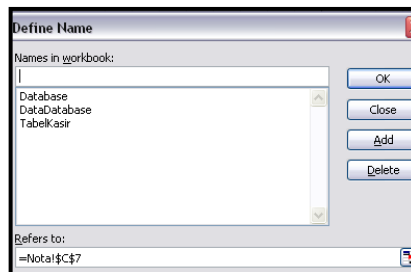 Define Name
Names in workbook:
OK
Database
DataDatabase
TabelKasir
Close
Add
Delete
Refers to:
=Nota!$C$7